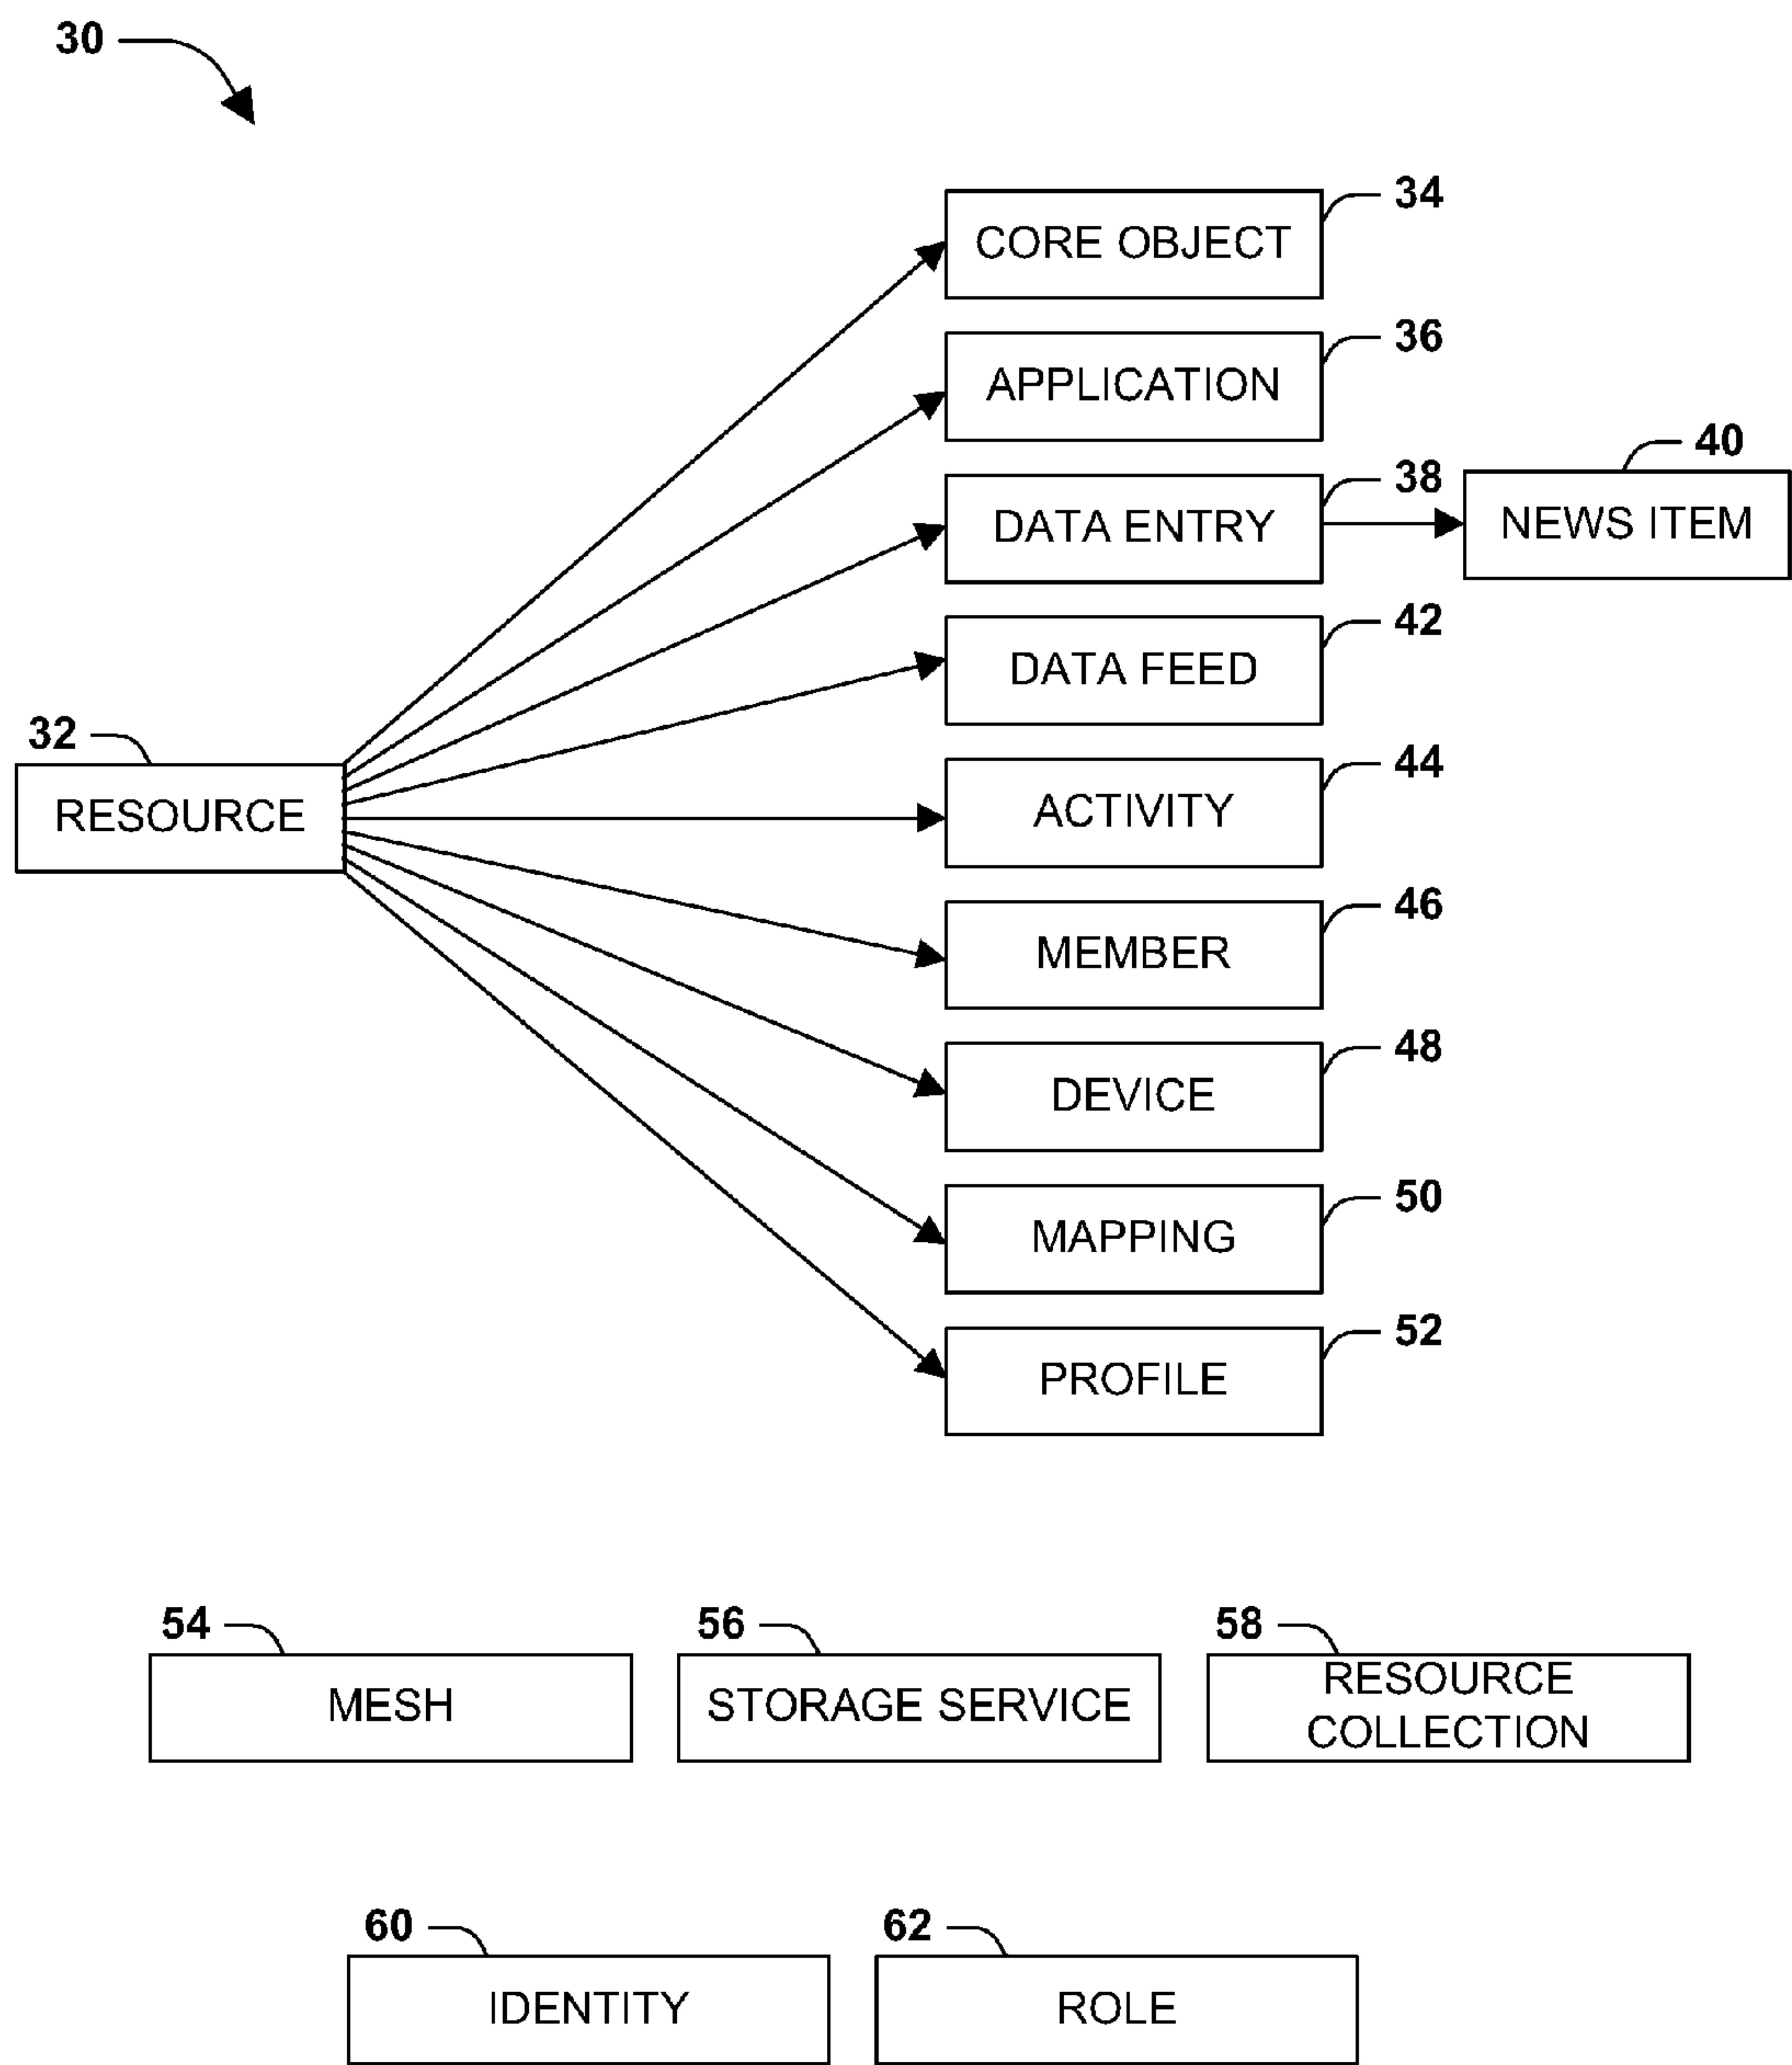 30
34
CORE OBJECT
36
APPLICATION
40
38
DATA ENTRY
NEWS ITEM
42
DATA FEED
32
RESOURCE
44
ACTIVITY
46
MEMBER
48
DEVICE
50
MAPPING
52
PROFILE
54
MESH
56
STORAGE SERVICE
58
RESOURCE
COLLECTION
60
IDENTITY
62
ROLE